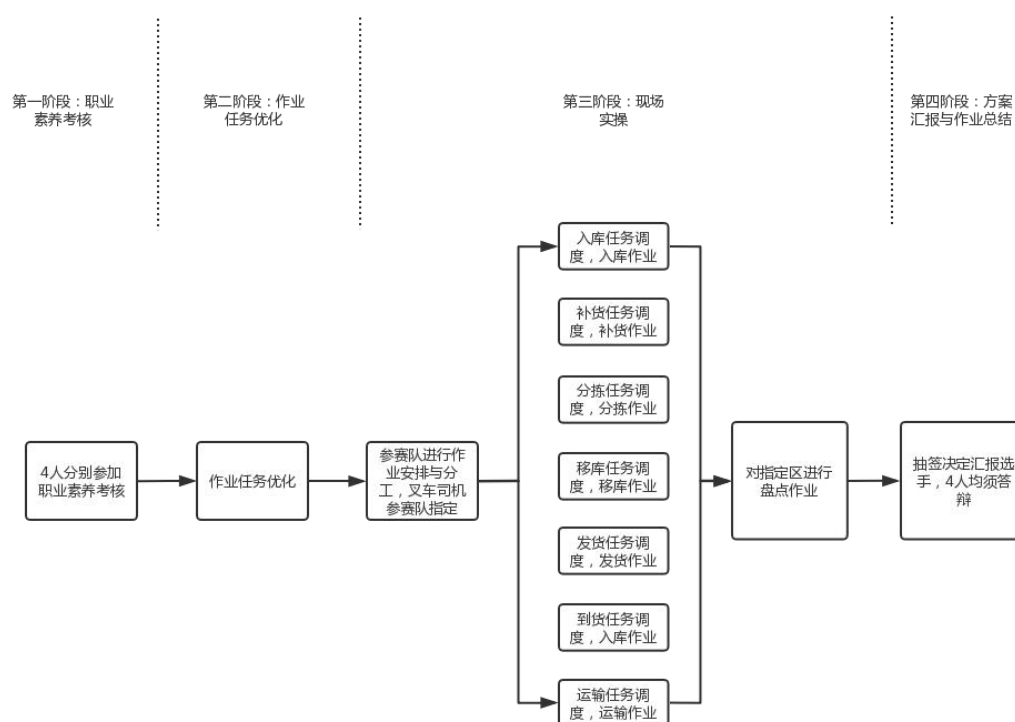 第一阶段：职业
素养考核
第二阶段：作业
任务优化
第三阶段：现场
实操
第四阶段：方案
汇报与作业总结
4人分别参加
职业素养考核
作业任务优化
参赛队进行作
业安排与分
工，叉车司机
参赛队指定
入库任务调
度，入库作业
补货任务调
度，补货作业
分拣任务调
度，分拣作业
移库任务调
度，移库作业
发货任务调
度，发货作业
到货任务调
度，入库作业
运输任务调
度，运输作业
对指定区进行
盘点作业
抽签决定汇报选
手，4人均须答
辩